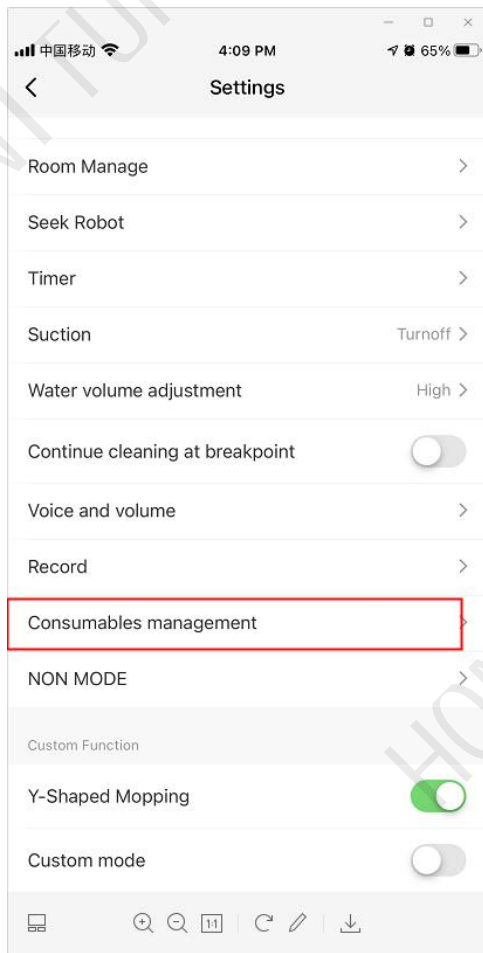 中国移动 4:09 PM 65%
Settings
Room Manage
Seek Robot
Timer
Suction Turnoff
Water volume adjustment High
Continue cleaning at breakpoint
Voice and volume
Record
Consumables management
NON MODE
Custom Function
Y-Shaped Mopping
Custom mode
1:1